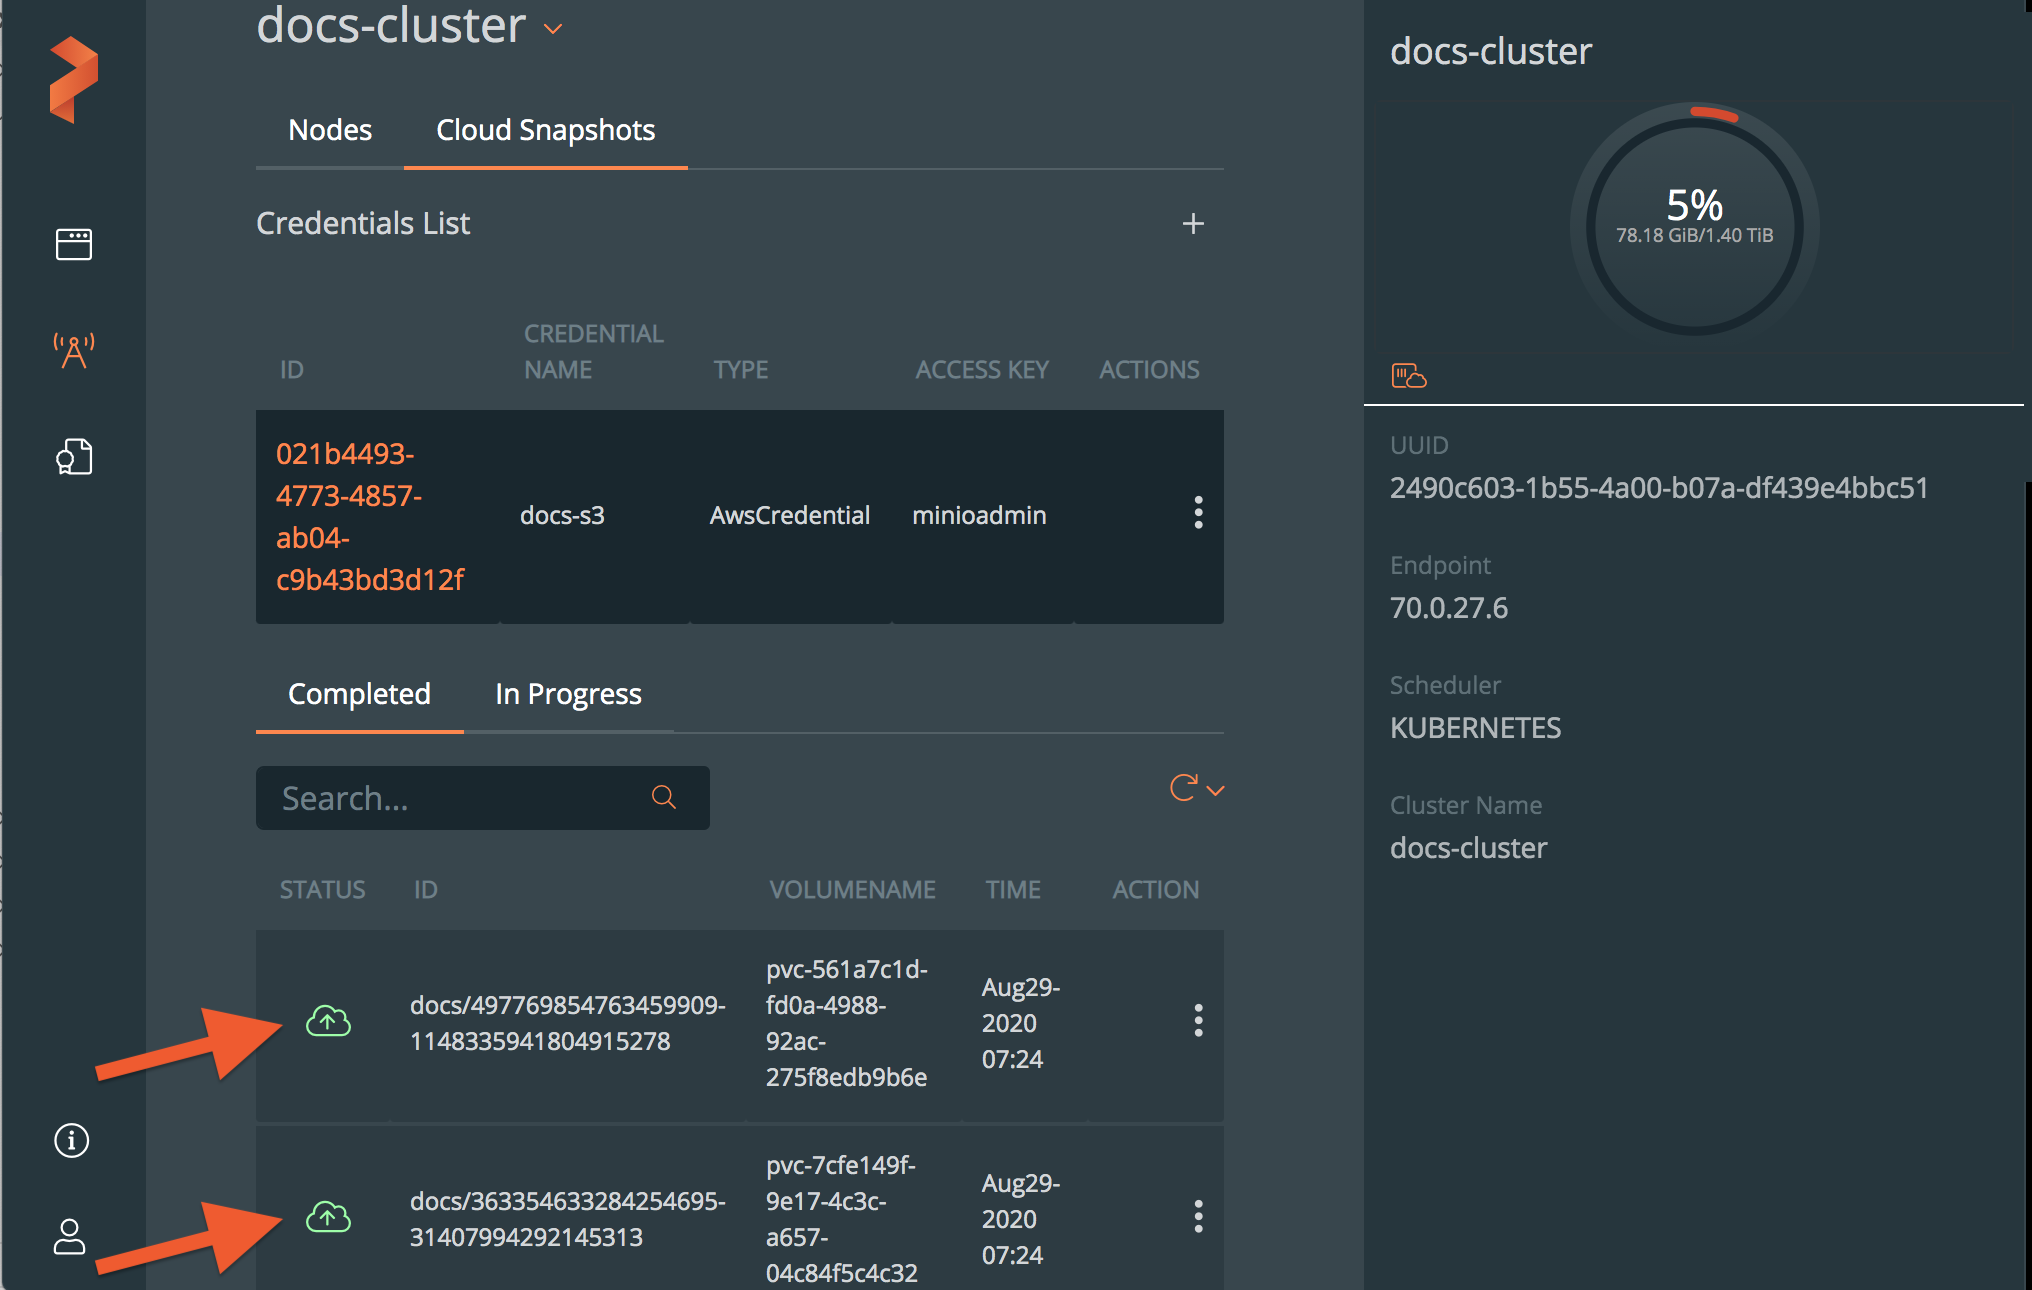 docs-cluster
Nodes
Cloud Snapshots
Credentials List
ID
CREDENTIAL
NAME
TYPE
ACCESS KEY
ACTIONS
021b4493-
4773-4857-
ab04-
c9b43bd3d12f
docs-s3
AwsCredential
minioadmin
Completed
In Progress
Search...
STATUS
ID
VOLUMENAME
TIME
ACTION
docs/497769854763459909-
1148335941804915278
pvc-561a7c1d-
fd0a-4988-
92ac-
275f8edb9b6e
Aug29-
2020
07:24
docs/363354633284254695-
314079942921​45313
pvc-7cfe149f-
9e17-4c3c-
a657-
04c84f5c4c32
Aug29-
2020
07:24
docs-cluster
5%
78.18 GiB/1.40 TiB
UUID
2490c603-1b55-4a00-b07a-df439e4bbc51
Endpoint
70.0.27.6
Scheduler
KUBERNETES
Cluster Name
docs-cluster